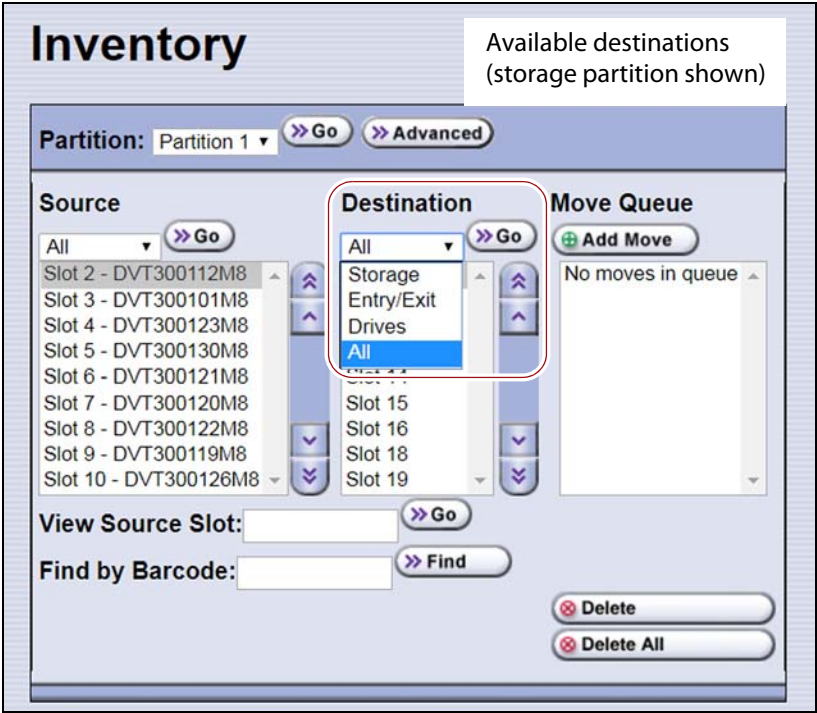 Inventory
Available destinations
(storage partition shown)
Partition: Partition 1 Go Advanced
Source
All Go
Slot 2 - DVT300112M8
Slot 3 - DVT300101M8
Slot 4 - DVT300123M8
Slot 5 - DVT300130M8
Slot 6 - DVT300121M8
Slot 7 - DVT300120M8
Slot 8 - DVT300122M8
Slot 9 - DVT300119M8
Slot 10 - DVT300126M8
Destination
All Go
Storage
Entry/Exit
Drives
All
Slot 14
Slot 15
Slot 16
Slot 18
Slot 19
Move Queue
Add Move
No moves in queue
View Source Slot: Go
Find by Barcode: Find
Delete
Delete All